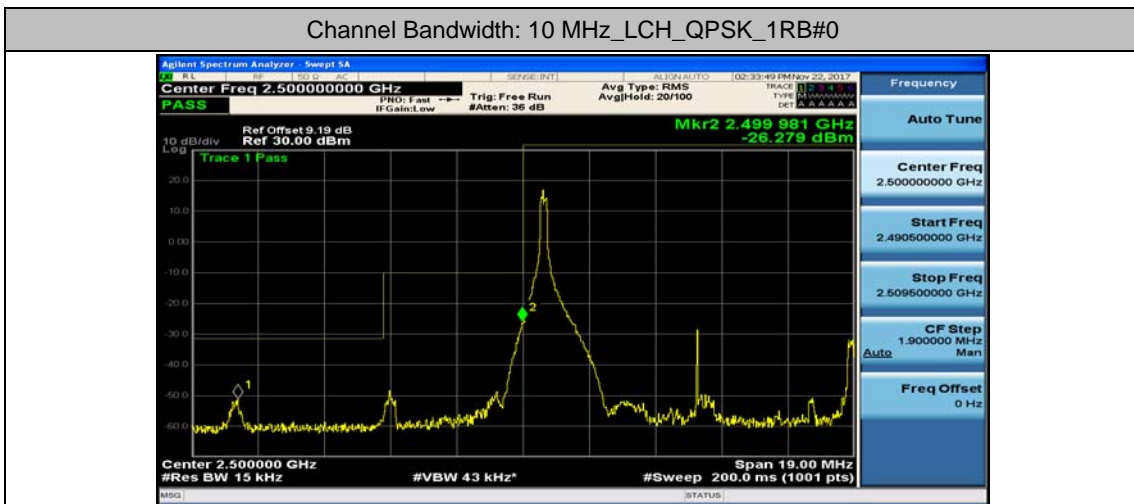 Channel Bandwidth: 10 MHz_LCH_QPSK_1RB#0
Agilent Spectrum Analyzer - Swept SA
RL RF 50 Ω AC SENSE:INT ALIGN AUTO 02:33:49 PM Nov 22, 2017
Center Freq 2.500000000 GHz
PASS
PNO: Fast
IFGain:Low
Trig: Free Run
#Atten: 36 dB
Avg Type: RMS
Avg|Hold: 20/100
TRACE 1 2 3 4 5 6
TYPE
DET A A A A A A
Ref Offset 9.19 dB
10 dB/div Ref 30.00 dBm
Log
Mkr2 2.499 981 GHz
-26.279 dBm
Trace 1 Pass
20.0
10.0
0.00
-10.0
-20.0
-30.0
-40.0
-50.0
-60.0
1
2
Center 2.500000 GHz
Span 19.00 MHz
#Res BW 15 kHz
#VBW 43 kHz*
#Sweep 200.0 ms (1001 pts)
MSG
STATUS
Frequency
Auto Tune
Center Freq
2.500000000 GHz
Start Freq
2.490500000 GHz
Stop Freq
2.509500000 GHz
CF Step
1.900000 MHz
Auto Man
Freq Offset
0 Hz